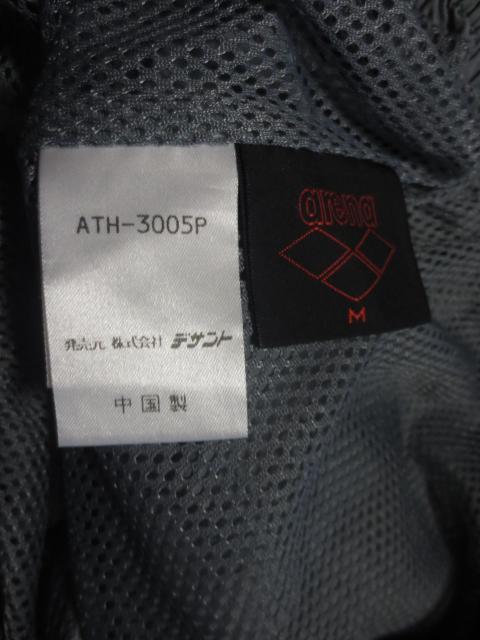 ATH-3005P
発売元 株式会社 デサント
中国製
arena
M